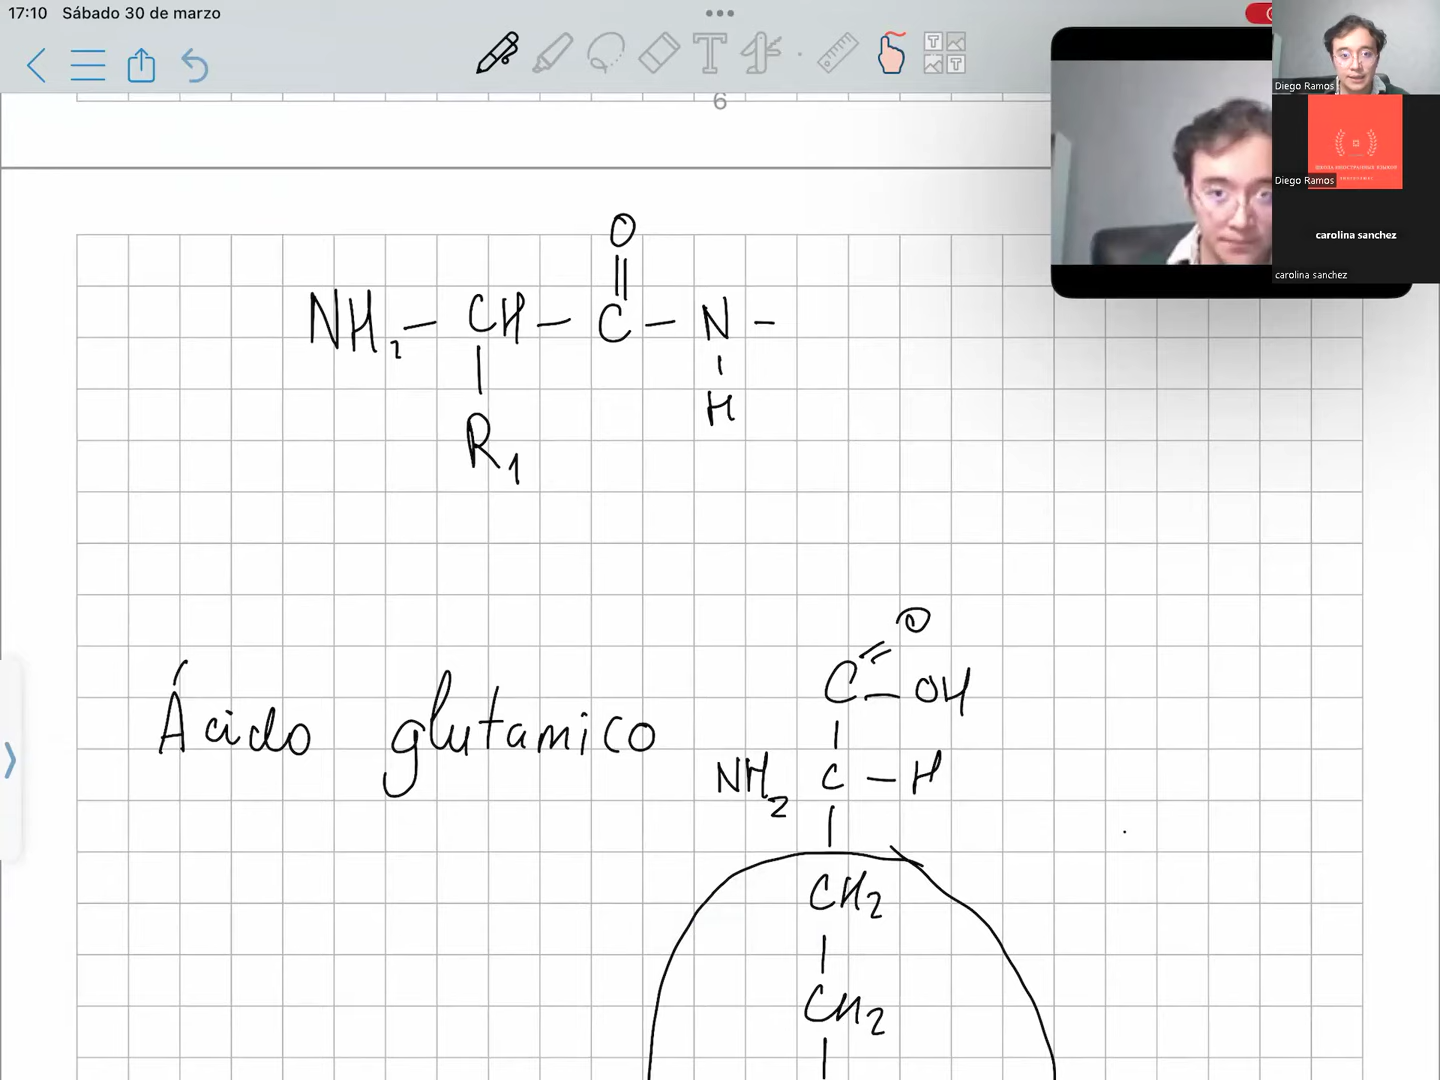 17:10 Sábado 30 de marzo
6
O
NH2 – CH – C – N –
H
R1
O
C – OH
Ácido glutamico
NH2 C – H
CH2
CH2
Diego Ramos
Diego Ramos
carolina sanchez
carolina sanchez